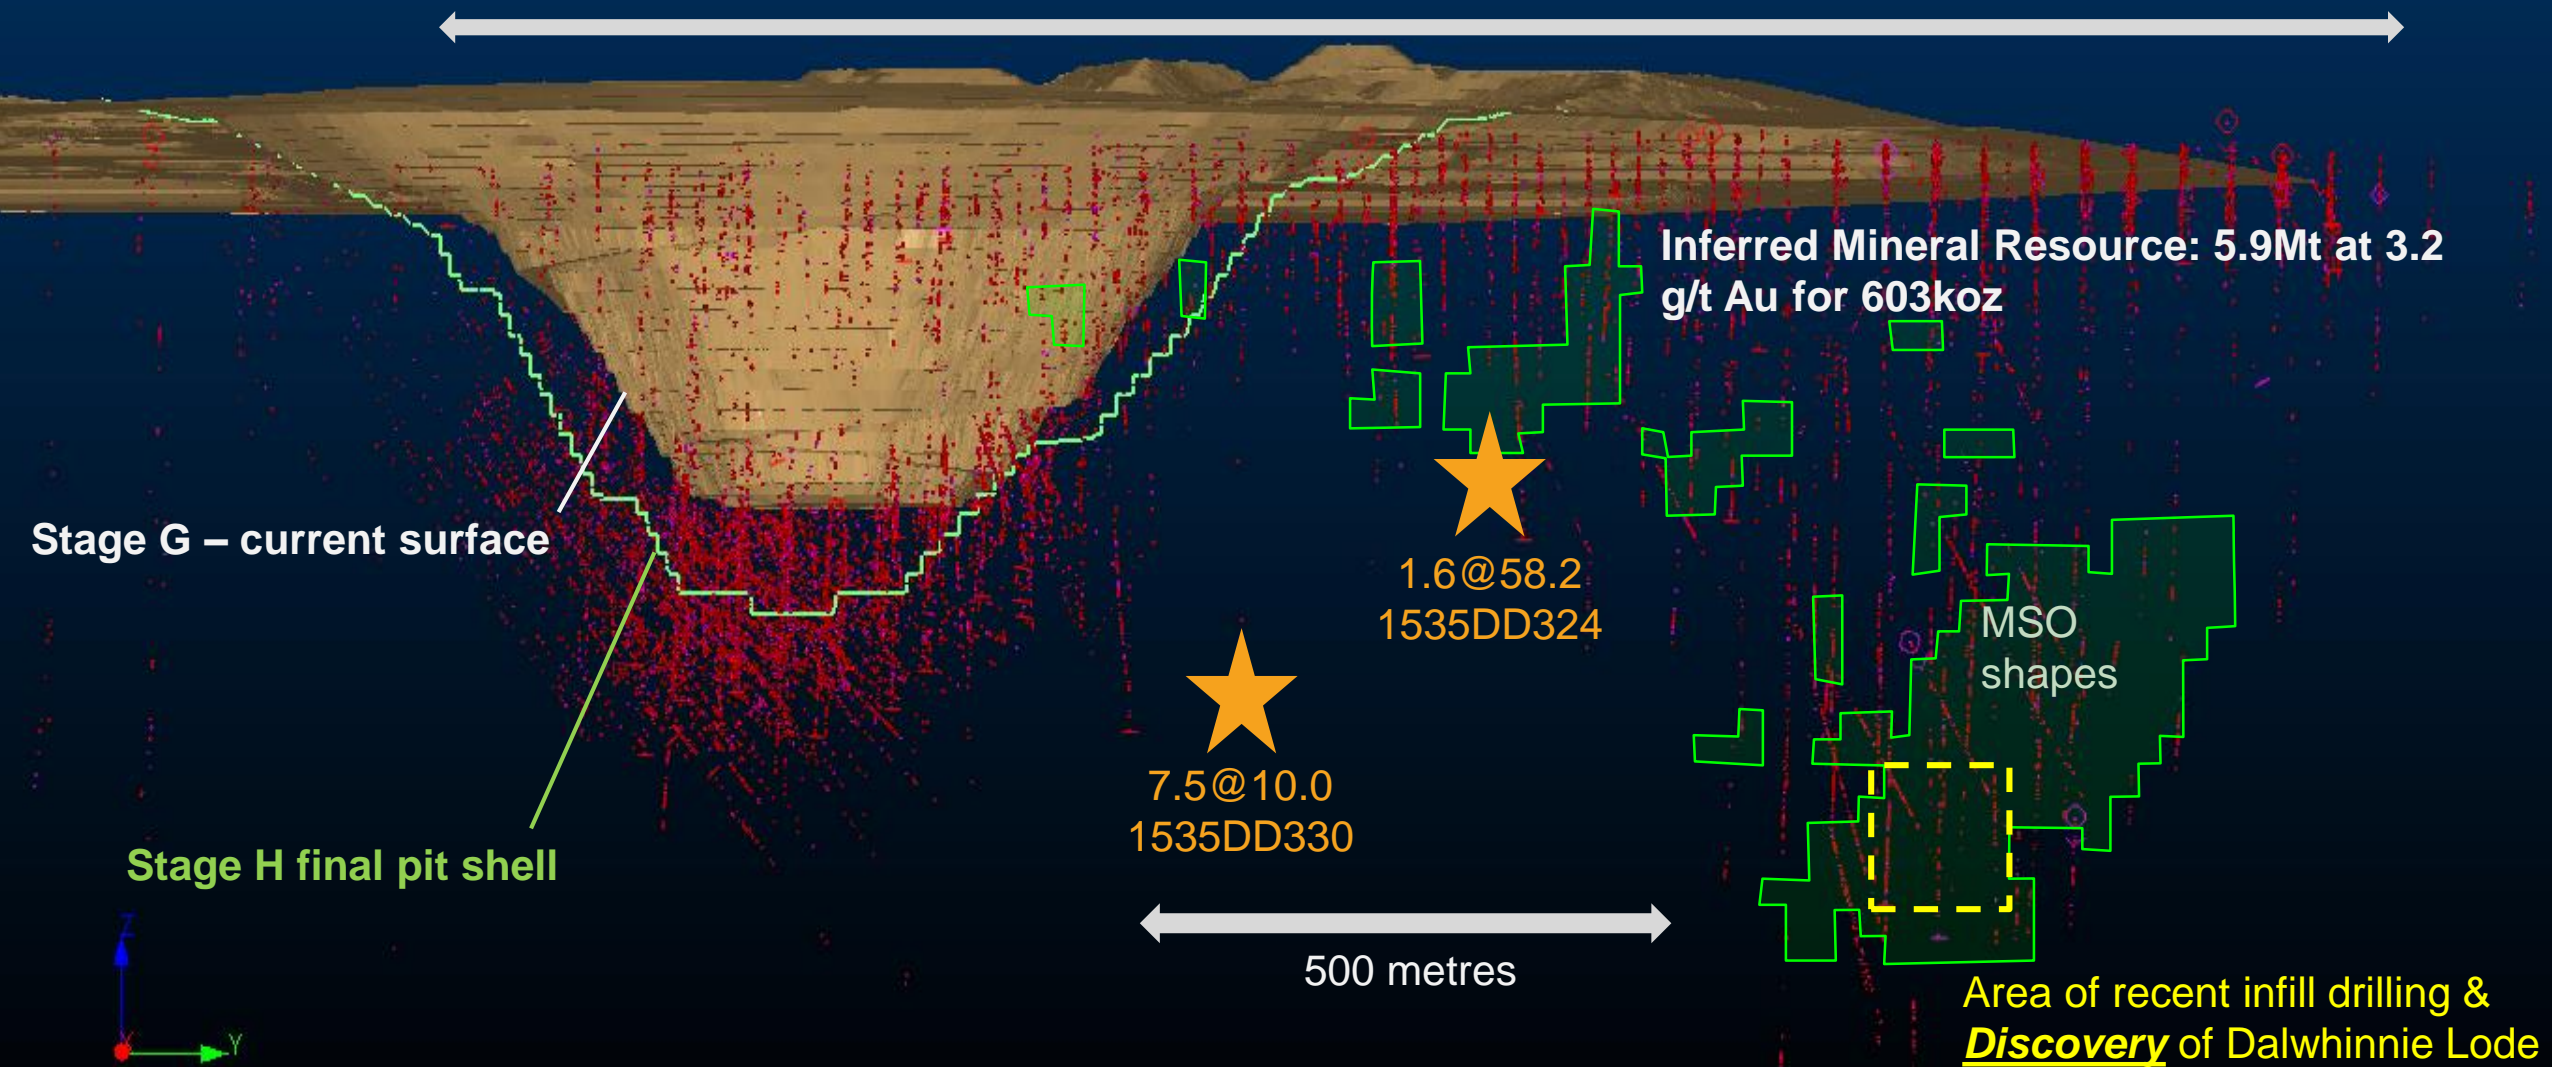 Inferred Mineral Resource: 5.9Mt at 3.2
g/t Au for 603koz
Stage G – current surface
1.6@58.2
1535DD324
MSO
shapes
7.5@10.0
1535DD330
Stage H final pit shell
500 metres
Z
X
Y
Area of recent infill drilling &
Discovery of Dalwhinnie Lode